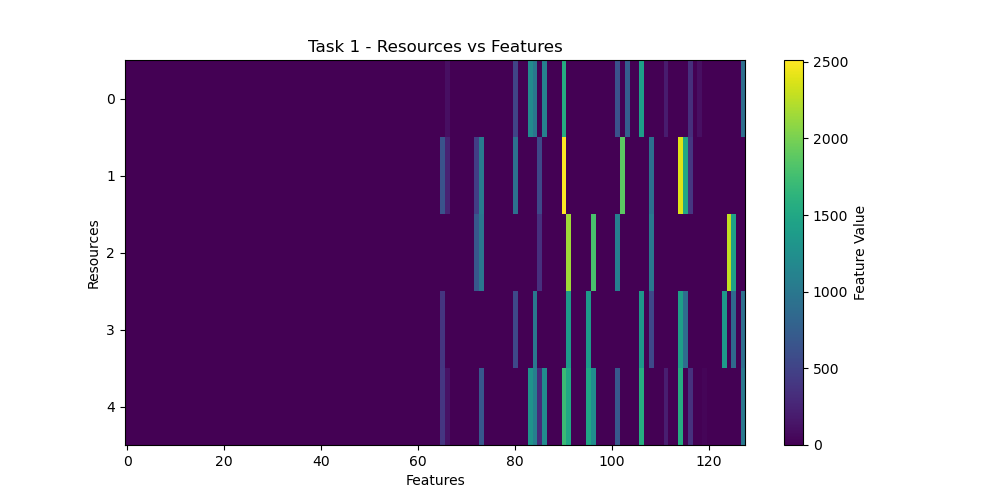 Task 1 - Resources vs Features
Resources
0
1
2
3
4
0 20 40 60 80 100 120
Features
2500
2000
1500
1000
500
0
Feature Value